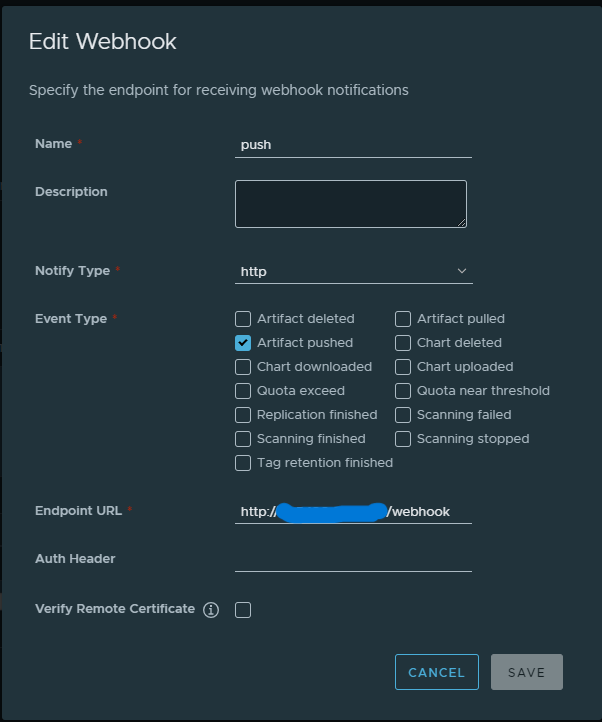 Edit Webhook
Specify the endpoint for receiving webhook notifications
Name *
push
Description
Notify Type *
http
Event Type *
Artifact deleted
Artifact pulled
Artifact pushed
Chart deleted
Chart downloaded
Chart uploaded
Quota exceed
Quota near threshold
Replication finished
Scanning failed
Scanning finished
Scanning stopped
Tag retention finished
Endpoint URL *
http:// /webhook
Auth Header
Verify Remote Certificate
CANCEL
SAVE